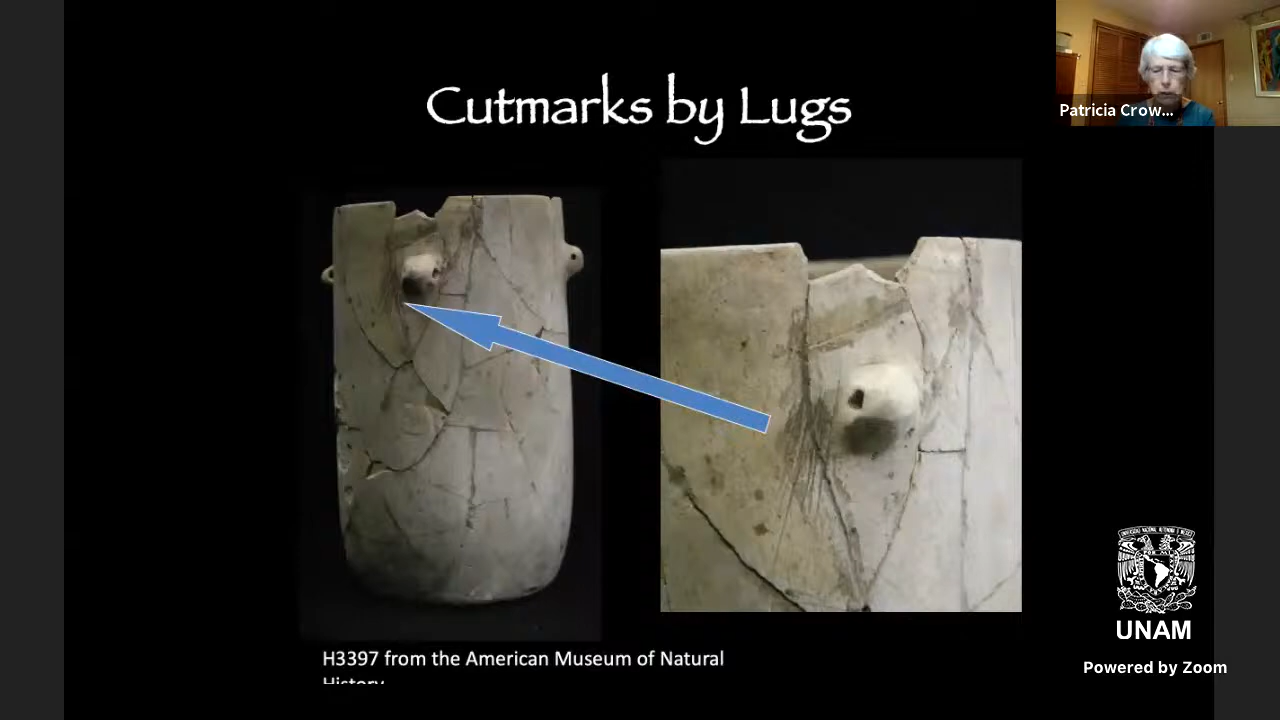 Cutmarks by Lugs
Patricia Crow...
H3397 from the American Museum of Natural
History
UNAM
Powered by Zoom